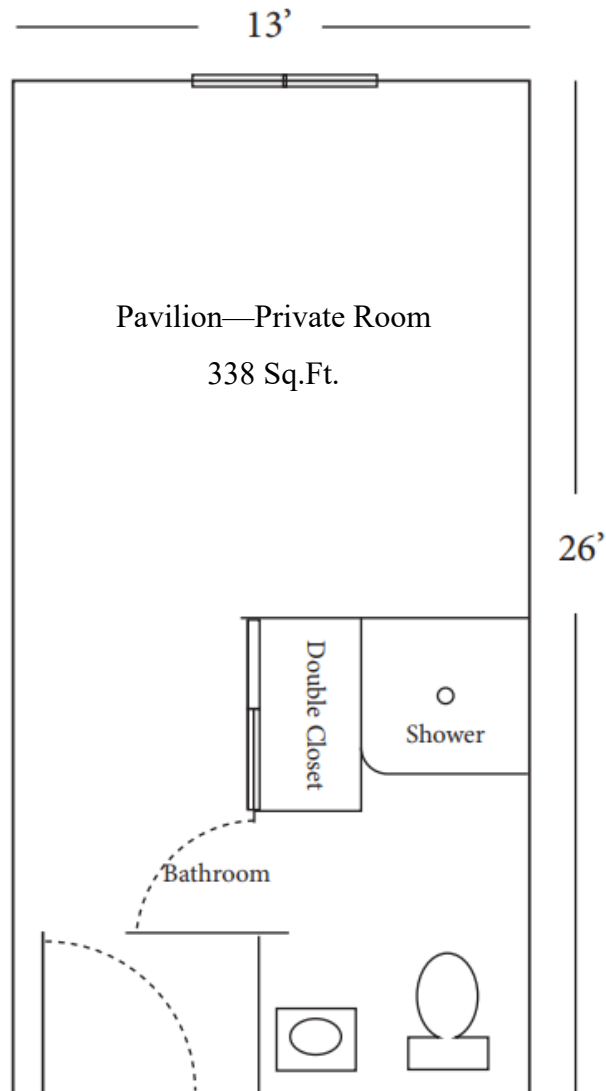 13’
Pavilion—Private Room
338 Sq.Ft.
26’
Double Closet
Shower
Bathroom